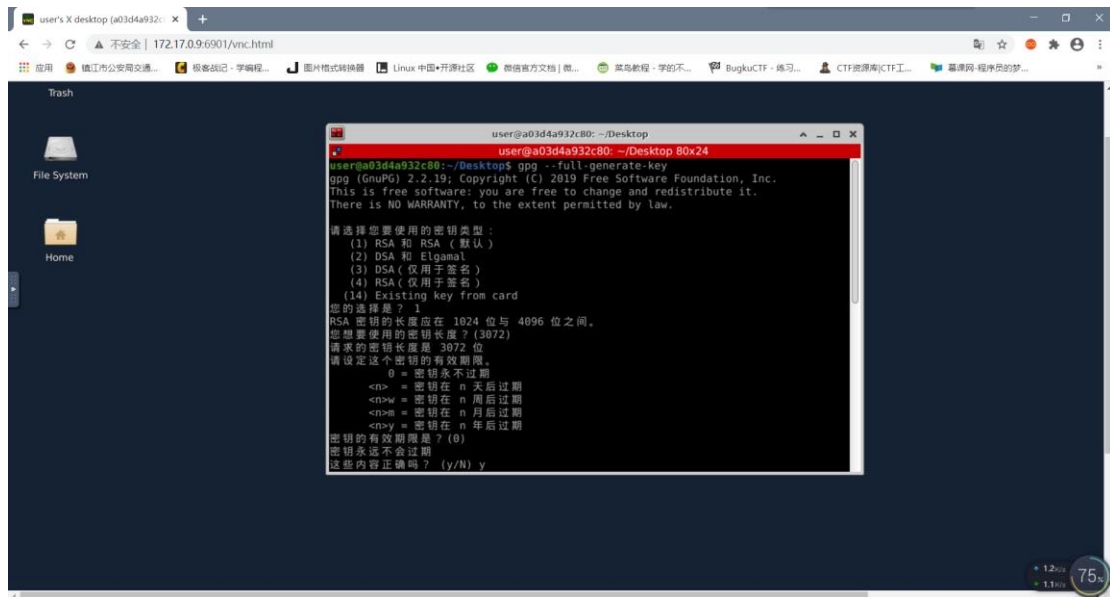 user's X desktop (a03d4a932c
不安全 | 172.17.0.9:6901/vnc.html
应用 镇江市公安局交通... 极客战记 - 学编程... 图片格式转换器 Linux 中国◆开源社区 微信官方文档 | 微... 菜鸟教程 - 学的不... BugkuCTF - 练习... CTF资源库|CTF工... 慕课网-程序员的梦...
Trash
File System
Home
user@a03d4a932c80: ~/Desktop
user@a03d4a932c80: ~/Desktop 80x24
user@a03d4a932c80:~/Desktop$ gpg --full-generate-key
gpg (GnuPG) 2.2.19; Copyright (C) 2019 Free Software Foundation, Inc.
This is free software: you are free to change and redistribute it.
There is NO WARRANTY, to the extent permitted by law.
请选择您要使用的密钥类型：
(1) RSA 和 RSA （默认）
(2) DSA 和 Elgamal
(3) DSA（仅用于签名）
(4) RSA（仅用于签名）
(14) Existing key from card
您的选择是？ 1
RSA 密钥的长度应在 1024 位与 4096 位之间。
您想要使用的密钥长度？(3072)
请求的密钥长度是 3072 位
请设定这个密钥的有效期限。
0 = 密钥永不过期
<n> = 密钥在 n 天后过期
<n>w = 密钥在 n 周后过期
<n>m = 密钥在 n 月后过期
<n>y = 密钥在 n 年后过期
密钥的有效期限是？(0)
密钥永远不会过期
这些内容正确吗？ (y/N) y
1.2K/s
1.1K/s
75%